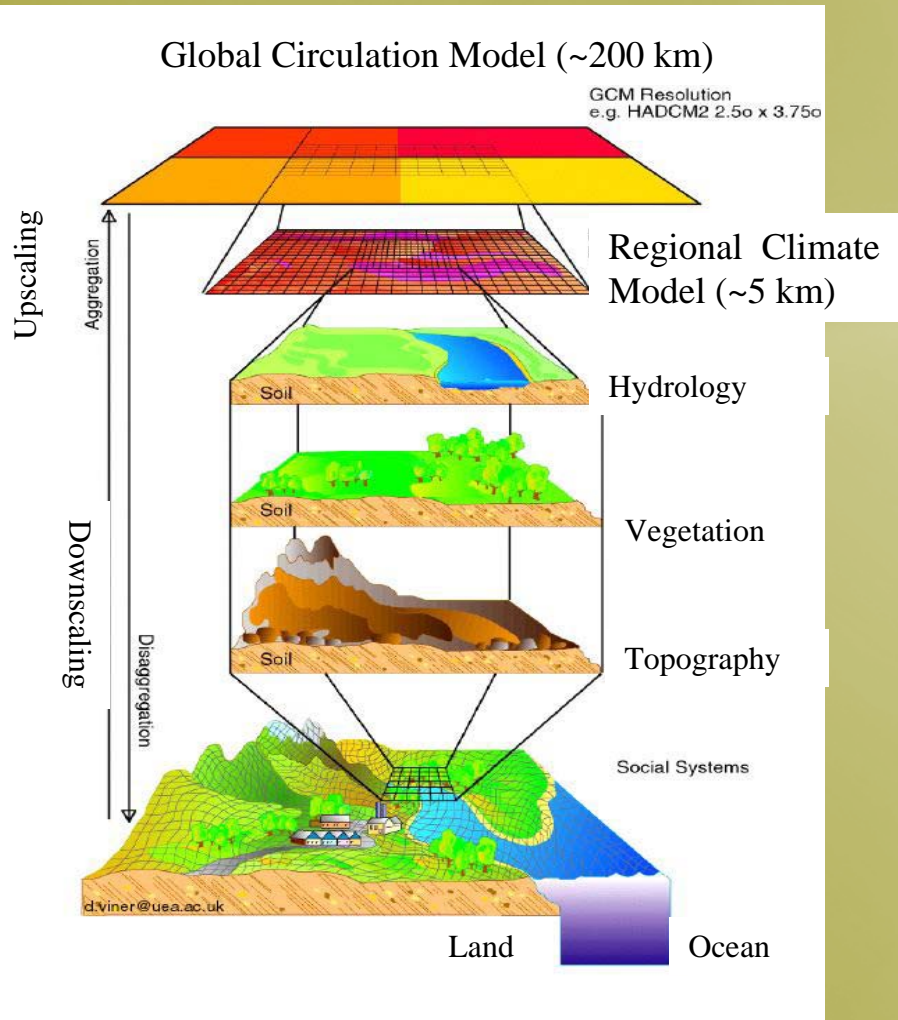 Global Circulation Model (~200 km)
GCM Resolution
e.g. HADCM2 2.5o x 3.75o
Upscaling
Aggregation
Regional Climate
Model (~5 km)
Soil
Hydrology
Soil
Vegetation
Downscaling
Disaggregation
Soil
Topography
Social Systems
d.viner@uea.ac.uk
Land
Ocean